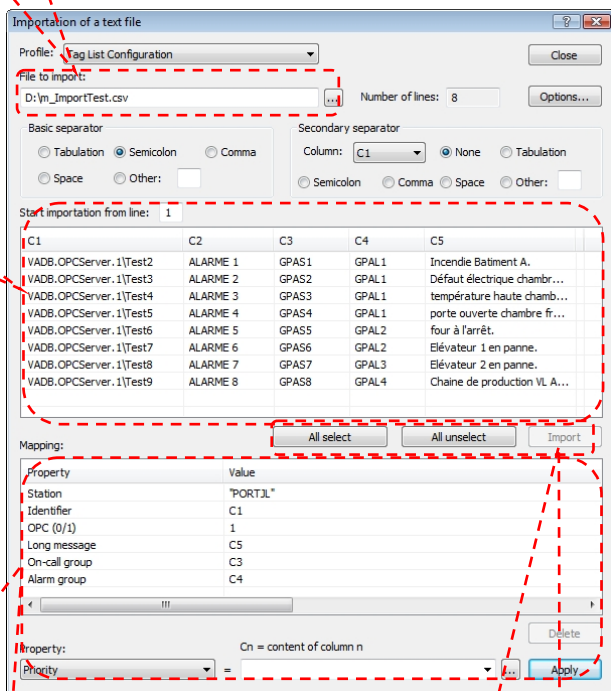 Importation of a text file
Profile: Tag List Configuration Close
File to import:
D:\m_ImportTest.csv ... Number of lines: 8 Options...
Basic separator Secondary separator
Tabulation Semicolon Comma Column: C1 None Tabulation
Space Other: Semicolon Comma Space Other:
Start importation from line: 1
C1 C2 C3 C4 C5
VADB.OPCServer.1\Test2 ALARME 1 GPAS1 GPAL1 Incendie Batiment A.
VADB.OPCServer.1\Test3 ALARME 2 GPAS2 GPAL1 Défaut électrique chambr...
VADB.OPCServer.1\Test4 ALARME 3 GPAS3 GPAL1 température haute chamb...
VADB.OPCServer.1\Test5 ALARME 4 GPAS4 GPAL1 porte ouverte chambre fr...
VADB.OPCServer.1\Test6 ALARME 5 GPAS5 GPAL2 four à l'arrêt.
VADB.OPCServer.1\Test7 ALARME 6 GPAS6 GPAL2 Elévateur 1 en panne.
VADB.OPCServer.1\Test8 ALARME 7 GPAS7 GPAL3 Elévateur 2 en panne.
VADB.OPCServer.1\Test9 ALARME 8 GPAS8 GPAL4 Chaine de production VL A...
All select All unselect Import
Mapping:
Property Value
Station "PORTJL"
Identifier C1
OPC (0/1) 1
Long message C5
On-call group C3
Alarm group C4
Delete
Property: Cn = content of column n
Priority = ... Apply